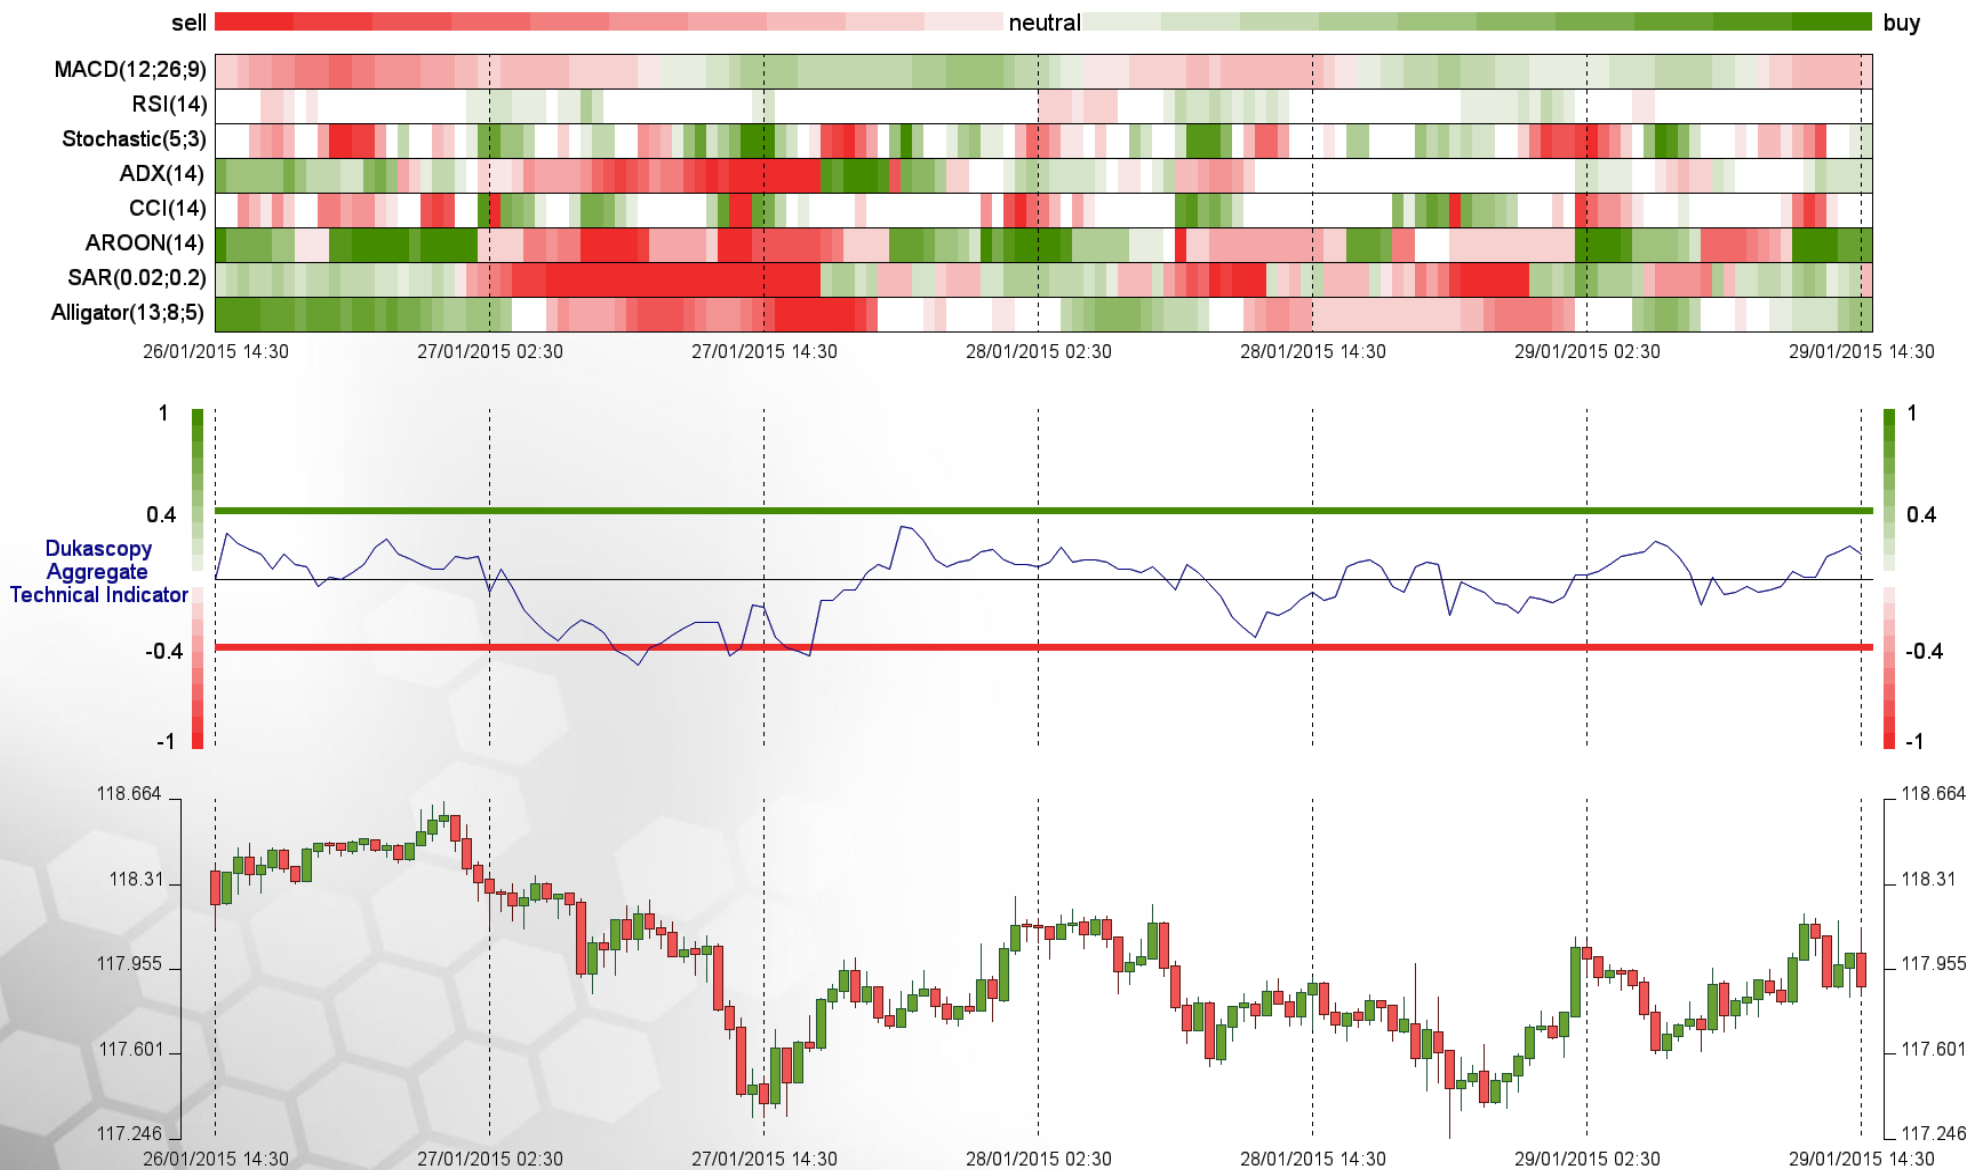 sell neutral buy
MACD(12;26;9)
RSI(14)
Stochastic(5;3)
ADX(14)
CCI(14)
AROON(14)
SAR(0.02;0.2)
Alligator(13;8;5)
26/01/2015 14:30 27/01/2015 02:30 27/01/2015 14:30 28/01/2015 02:30 28/01/2015 14:30 29/01/2015 02:30 29/01/2015 14:30
1 1
0.4 0.4
Dukascopy
Aggregate
Technical Indicator
-0.4 -0.4
-1 -1
118.664 118.664
118.31 118.31
117.955 117.955
117.601 117.601
117.246 117.246
26/01/2015 14:30 27/01/2015 02:30 27/01/2015 14:30 28/01/2015 02:30 28/01/2015 14:30 29/01/2015 02:30 29/01/2015 14:30